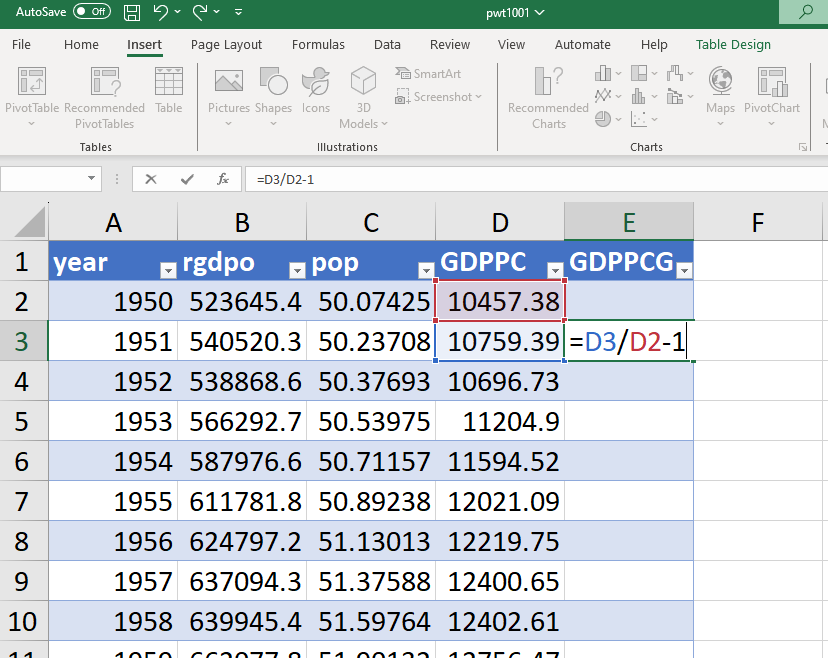 AutoSave Off pwt1001
File Home Insert Page Layout Formulas Data Review View Automate Help Table Design
PivotTable Recommended PivotTables Table Pictures Shapes Icons 3D Models SmartArt Screenshot Recommended Charts Maps PivotChart
Tables Illustrations Charts
fx =D3/D2-1
A B C D E F
1 year rgdpo pop GDPPC GDPPCG
2 1950 523645.4 50.07425 10457.38
3 1951 540520.3 50.23708 10759.39 =D3/D2-1
4 1952 538868.6 50.37693 10696.73
5 1953 566292.7 50.53975 11204.9
6 1954 587976.6 50.71157 11594.52
7 1955 611781.8 50.89238 12021.09
8 1956 624797.2 51.13013 12219.75
9 1957 637094.3 51.37588 12400.65
10 1958 639945.4 51.59764 12402.61